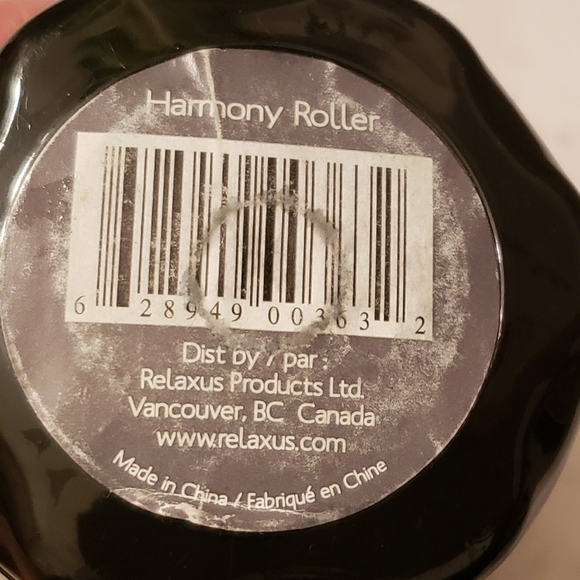 Harmony Roller
6 28949 00363 2
Dist by / par :
Relaxus Products Ltd.
Vancouver, BC Canada
www.relaxus.com
Made in China / Fabriqué en Chine